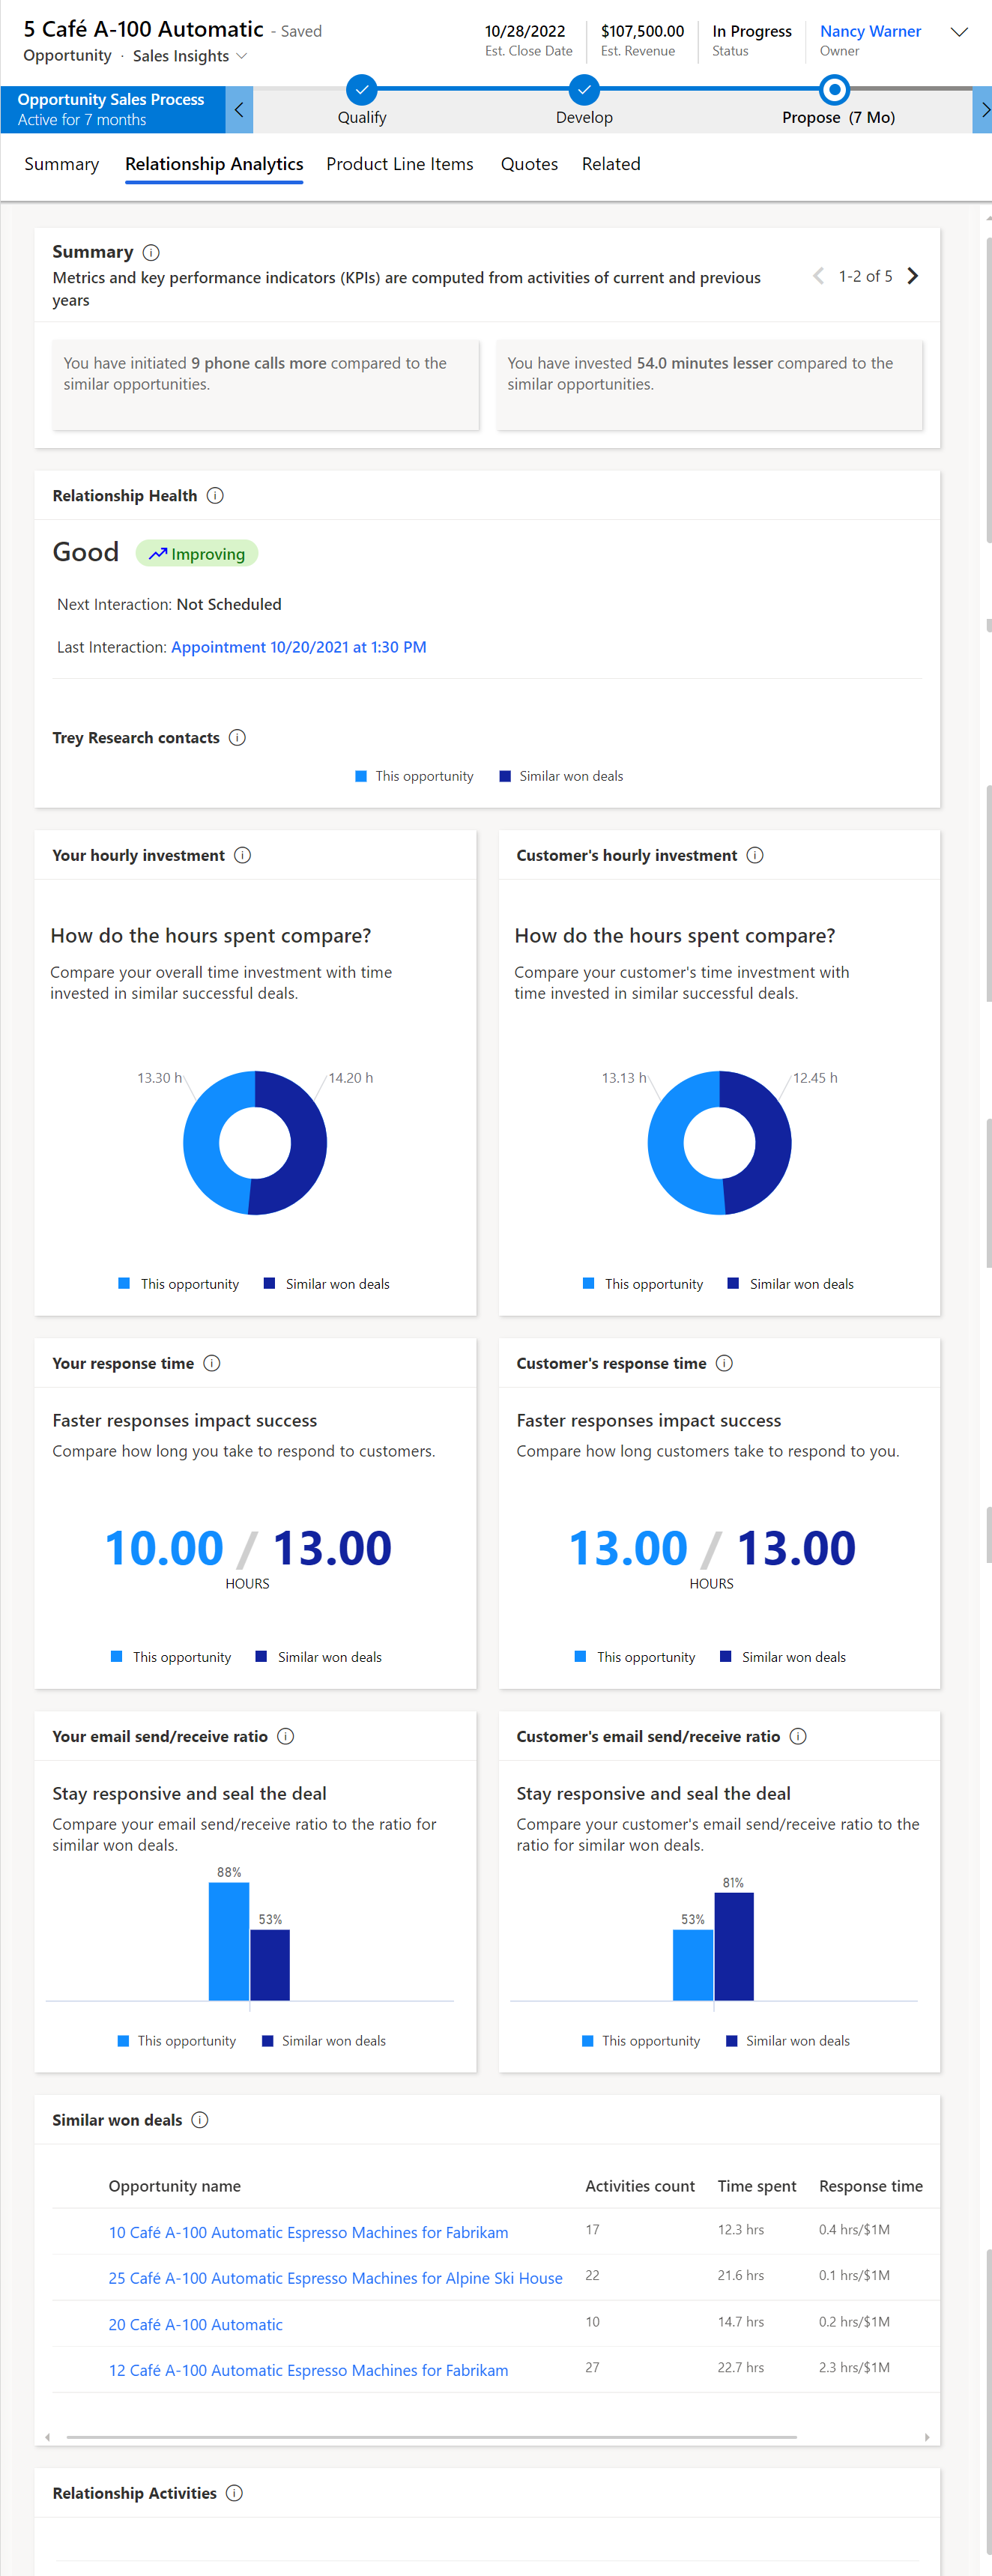 5 Café A-100 Automatic - Saved
Opportunity · Sales Insights
10/28/2022
Est. Close Date
$107,500.00
Est. Revenue
In Progress
Status
Nancy Warner
Owner
Opportunity Sales Process
Active for 7 months
Qualify
Develop
Propose (7 Mo)
Summary Relationship Analytics Product Line Items Quotes Related
Summary
Metrics and key performance indicators (KPIs) are computed from activities of current and previous
years
1-2 of 5
You have initiated 9 phone calls more compared to the
similar opportunities.
You have invested 54.0 minutes lesser compared to the
similar opportunities.
Relationship Health
Good Improving
Next Interaction: Not Scheduled
Last Interaction: Appointment 10/20/2021 at 1:30 PM
Trey Research contacts
This opportunity Similar won deals
Your hourly investment
How do the hours spent compare?
Compare your overall time investment with time
invested in similar successful deals.
13.30 h 14.20 h
This opportunity Similar won deals
Customer's hourly investment
How do the hours spent compare?
Compare your customer's time investment with
time invested in similar successful deals.
13.13 h 12.45 h
This opportunity Similar won deals
Your response time
Faster responses impact success
Compare how long you take to respond to customers.
10.00 / 13.00
HOURS
This opportunity Similar won deals
Customer's response time
Faster responses impact success
Compare how long customers take to respond to you.
13.00 / 13.00
HOURS
This opportunity Similar won deals
Your email send/receive ratio
Stay responsive and seal the deal
Compare your email send/receive ratio to the ratio for
similar won deals.
88%
53%
This opportunity Similar won deals
Customer's email send/receive ratio
Stay responsive and seal the deal
Compare your customer's email send/receive ratio to the
ratio for similar won deals.
81%
53%
This opportunity Similar won deals
Similar won deals
Opportunity name Activities count Time spent Response time
10 Café A-100 Automatic Espresso Machines for Fabrikam 17 12.3 hrs 0.4 hrs/$1M
25 Café A-100 Automatic Espresso Machines for Alpine Ski House 22 21.6 hrs 0.1 hrs/$1M
20 Café A-100 Automatic 10 14.7 hrs 0.2 hrs/$1M
12 Café A-100 Automatic Espresso Machines for Fabrikam 27 22.7 hrs 2.3 hrs/$1M
Relationship Activities